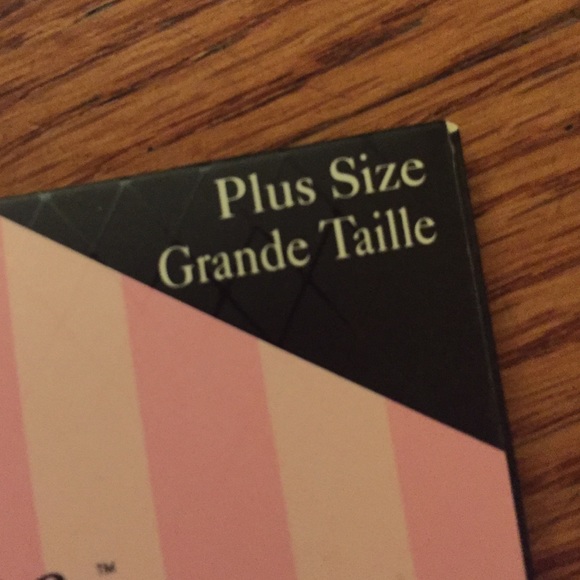 Plus Size
Grande Taille
™